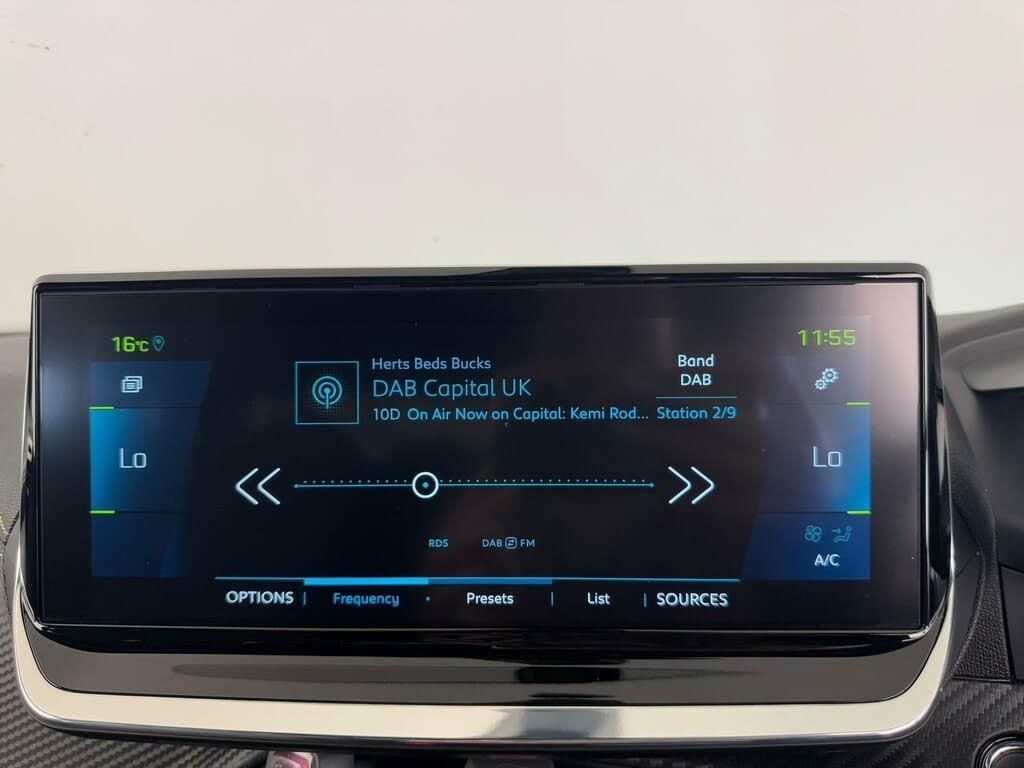 16°C
11:55
Herts Beds Bucks
DAB Capital UK
10D On Air Now on Capital: Kemi Rod...
Band
DAB
Station 2/9
Lo
Lo
RDS
DAB FM
A/C
OPTIONS | Frequency • Presets | List | SOURCES